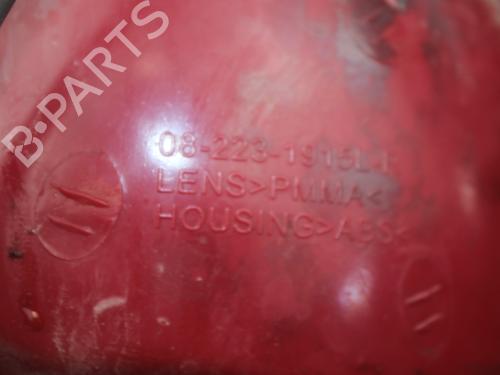 B-PARTS
08-223-1915L-F
LENS>PMMA<
HOUSING>ABS<